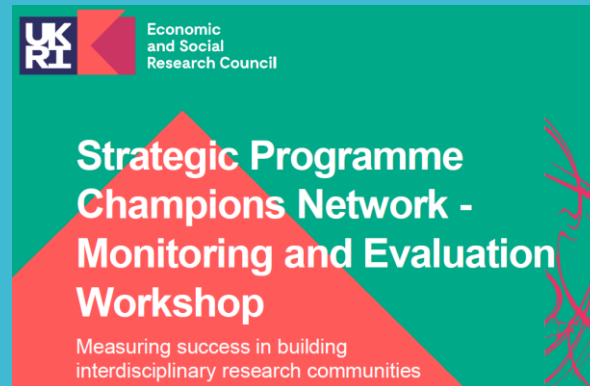 UK
RI
Economic
and Social
Research Council
Strategic Programme
Champions Network -
Monitoring and Evaluation
Workshop
Measuring success in building
interdisciplinary research communities